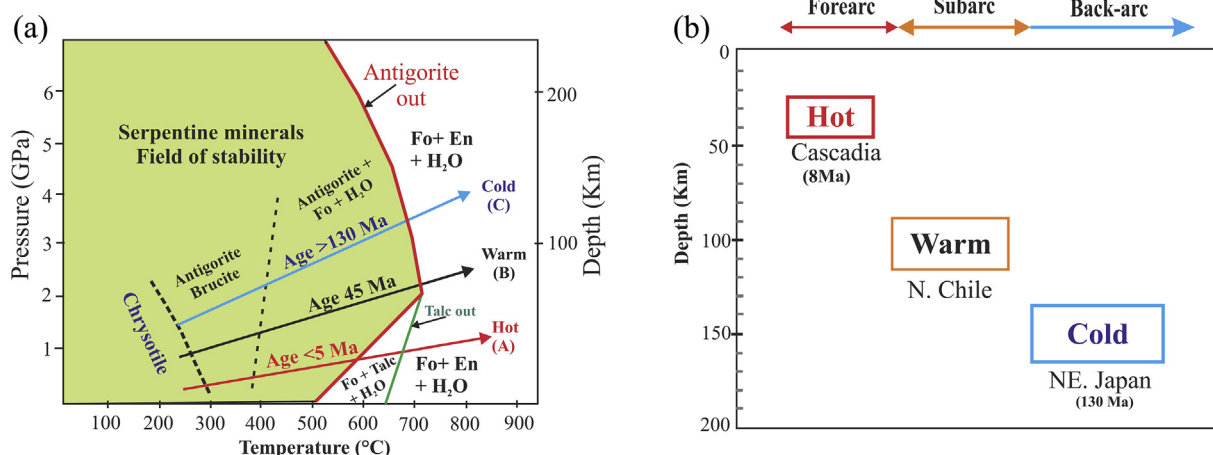 (a)
Pressure (GPa)
6
5
4
3
2
1
Serpentine minerals
Field of stability
Antigorite
out
Fo+ En
+ H₂O
Antigorite +
Fo + H₂O
Antigorite
Brucite
Chrysotile
Age >130 Ma
Cold
(C)
Age 45 Ma
Warm
(B)
Age <5 Ma
Hot
(A)
Talc out
Fo + Talc
+ H₂O
Fo+ En
+ H₂O
200
100
Depth (Km)
100 200 300 400 500 600 700 800 900
Temperature (°C)
(b)
Forearc Subarc Back-arc
Depth (Km)
0
50
100
150
200
Hot
Cascadia
(8Ma)
Warm
N. Chile
Cold
NE. Japan
(130 Ma)